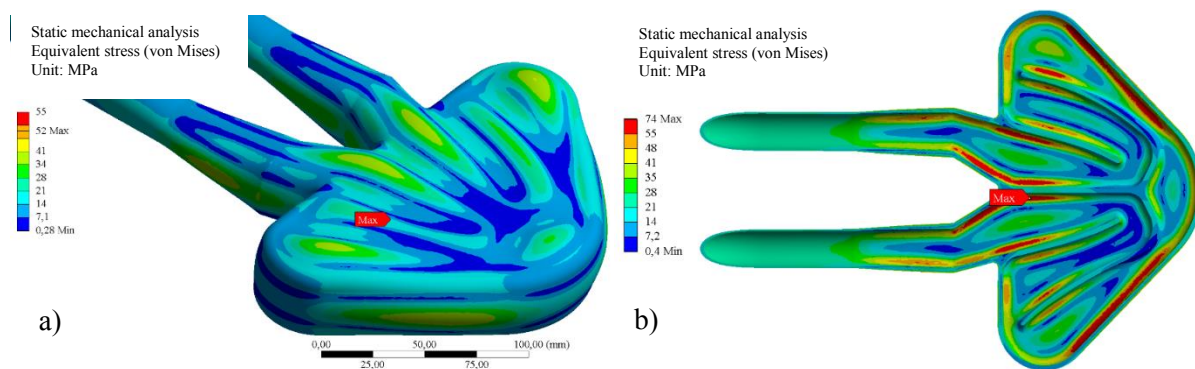 Static mechanical analysis
Equivalent stress (von Mises)
Unit: MPa
55
52 Max
41
34
28
21
14
7,1
0,28 Min
Max
a)
0,00 50,00 100,00 (mm)
25,00 75,00
Static mechanical analysis
Equivalent stress (von Mises)
Unit: MPa
74 Max
55
48
41
35
28
21
14
7,2
0,4 Min
Max
b)